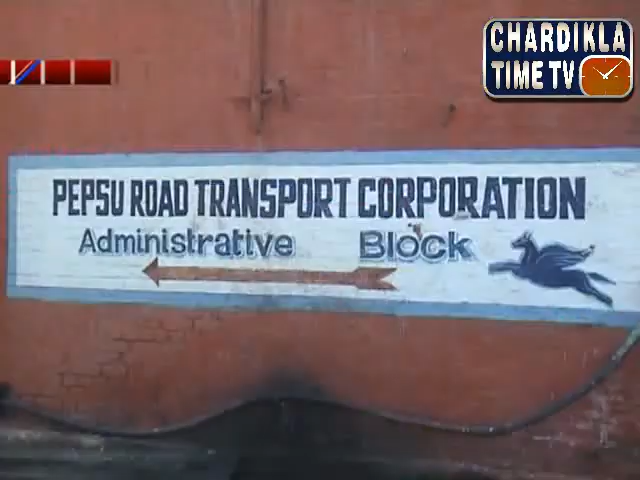 CHARDIKLA
TIME TV
PEPSU ROAD TRANSPORT CORPORATION
Administrative Block